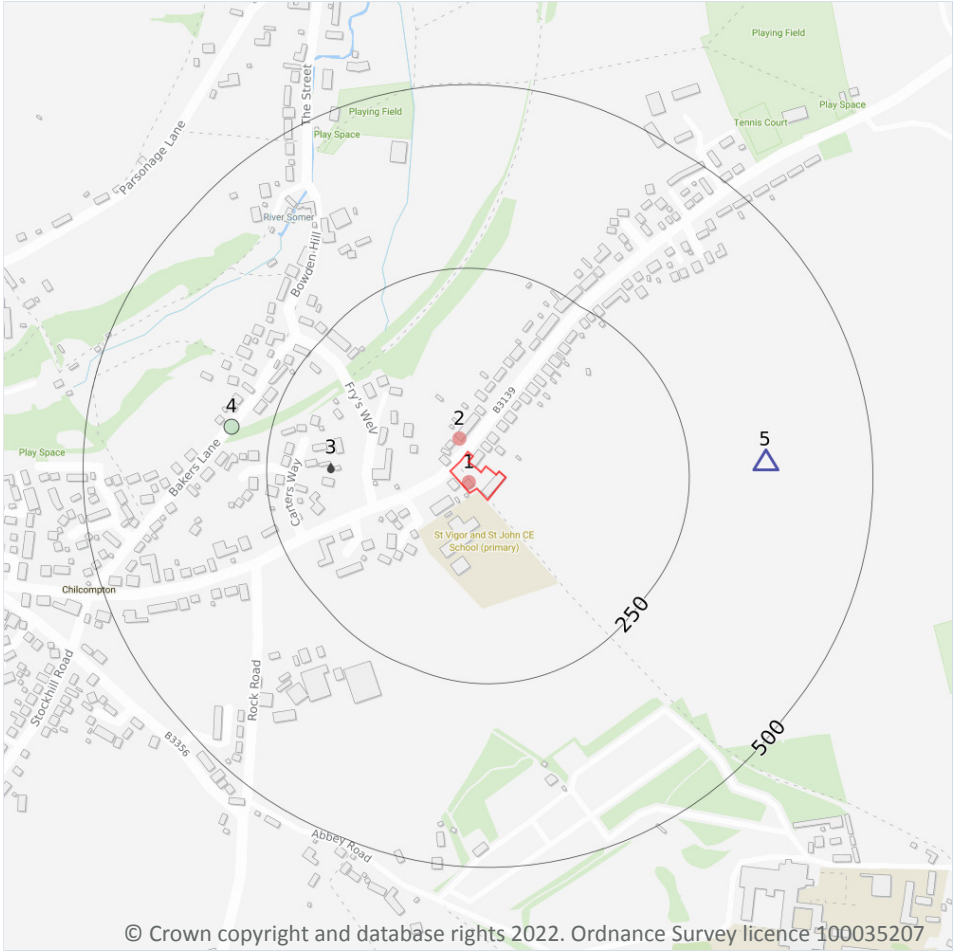 Playing Field
The Street
Playing Field
Play Space
Play Space
Tennis Court
Parsonage Lane
River Somer
Bowden Hill
Fry's Well
B3139
4
2
3
5
1
Play Space
Bakers Lane
Carters Way
St Vigor and St John CE
School (primary)
Chilcompton
250
Stockhill Road
Rock Road
B3356
500
Abbey Road
© Crown copyright and database rights 2022. Ordnance Survey licence 100035207